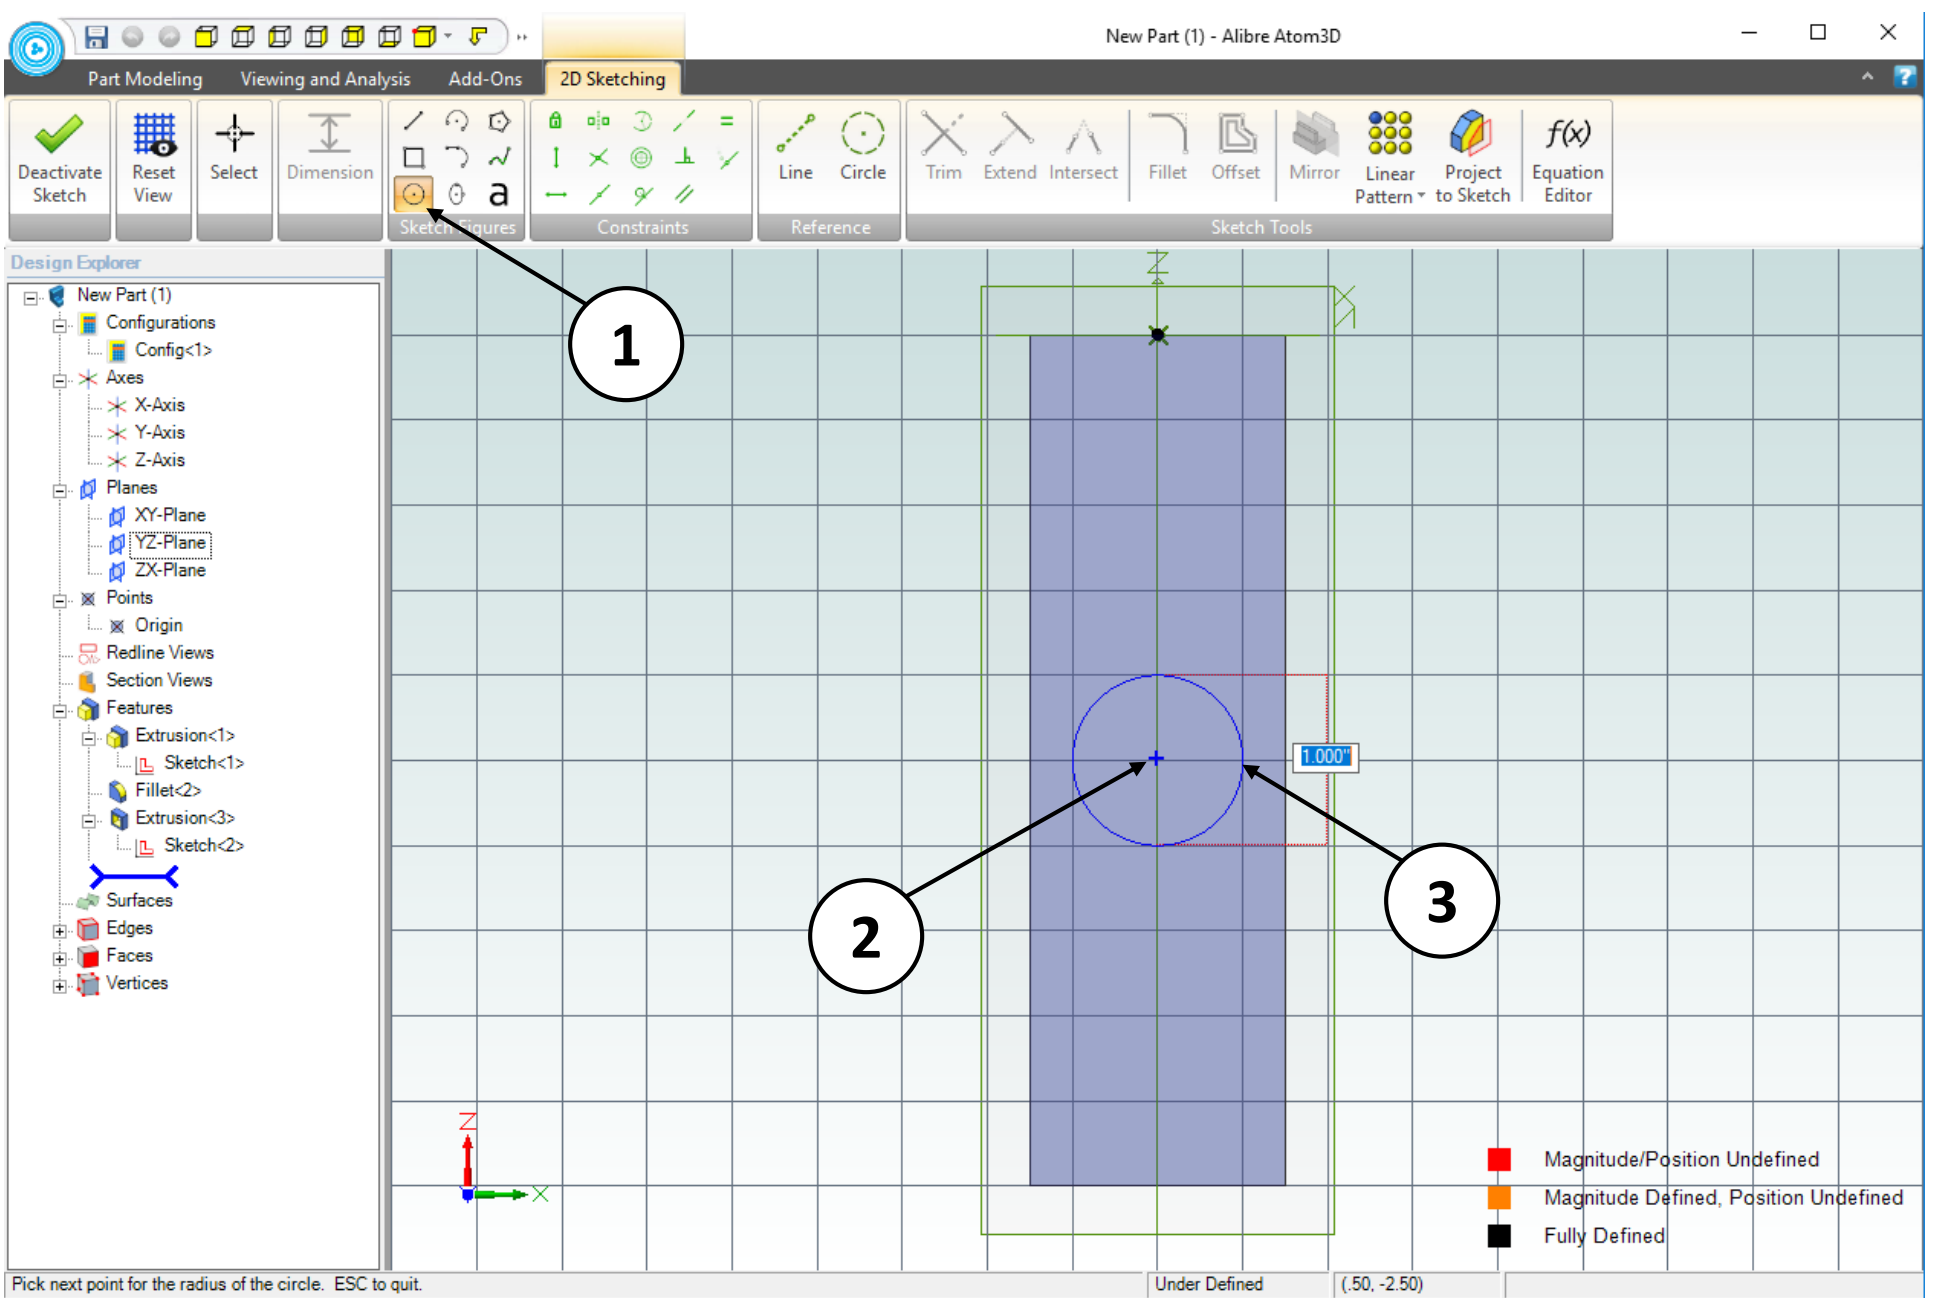 New Part (1) - Alibre Atom3D
Part Modeling Viewing and Analysis Add-Ons 2D Sketching
Deactivate Sketch
Reset View
Select
Dimension
a
Sketch Figures
Constraints
Line Circle
Reference
Trim Extend Intersect
Fillet Offset
Mirror Linear Pattern Project to Sketch
f(x)
Equation Editor
Sketch Tools
Design Explorer
New Part (1)
Configurations
Config<1>
Axes
X-Axis
Y-Axis
Z-Axis
Planes
XY-Plane
YZ-Plane
ZX-Plane
Points
Origin
Redline Views
Section Views
Features
Extrusion<1>
Sketch<1>
Fillet<2>
Extrusion<3>
Sketch<2>
Surfaces
Edges
Faces
Vertices
Z
X
1
1.000"
2
3
Z
X
Magnitude/Position Undefined
Magnitude Defined, Position Undefined
Fully Defined
Pick next point for the radius of the circle. ESC to quit.
Under Defined
(.50, -2.50)